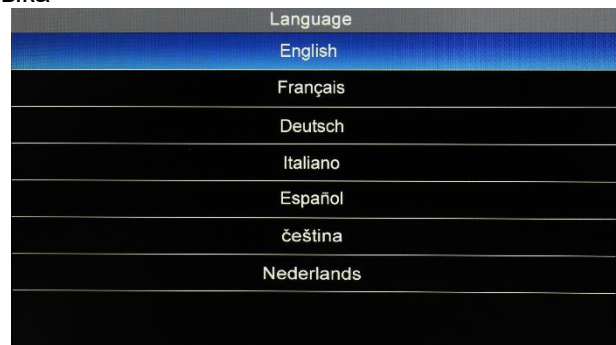 Language
English
Français
Deutsch
Italiano
Español
čeština
Nederlands